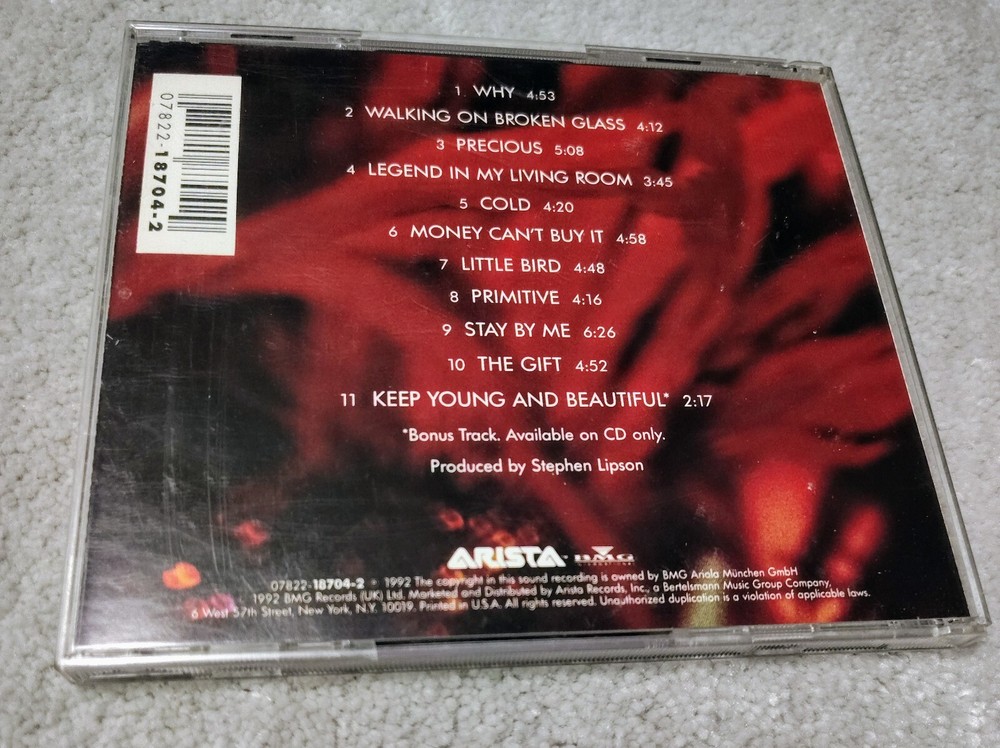 07822-18704-2
1 WHY 4:53
2 WALKING ON BROKEN GLASS 4:12
3 PRECIOUS 5:08
4 LEGEND IN MY LIVING ROOM 3:45
5 COLD 4:20
6 MONEY CAN'T BUY IT 4:58
7 LITTLE BIRD 4:48
8 PRIMITIVE 4:16
9 STAY BY ME 6:26
10 THE GIFT 4:52
11 KEEP YOUNG AND BEAUTIFUL* 2:17
*Bonus Track. Available on CD only.
Produced by Stephen Lipson
ARISTA™ BMG
07822-18704-2 • 1992 The copyright in this sound recording is owned by BMG Ariola München GmbH
1992 BMG Records (UK) Ltd. Marketed and Distributed by Arista Records, Inc., a Bertelsmann Music Group Company,
6 West 57th Street, New York, N.Y. 10019. Printed in U.S.A. All rights reserved. Unauthorized duplication is a violation of applicable laws.